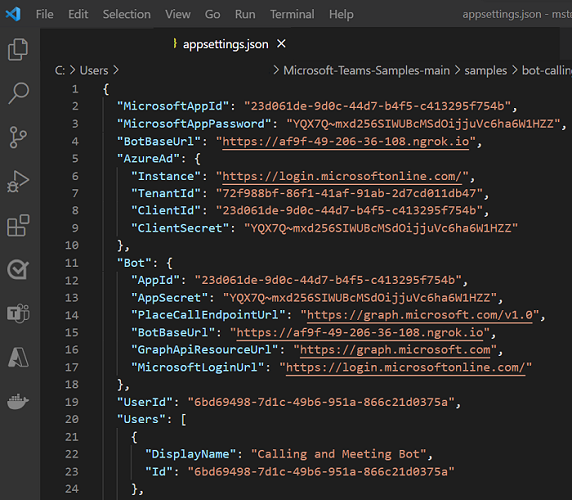 File Edit Selection View Go Run Terminal Help appsettings.json - msta
appsettings.json
C: > Users > > Microsoft-Teams-Samples-main > samples > bot-calling
1 {
2 "MicrosoftAppId": "23d061de-9d0c-44d7-b4f5-c413295f754b",
3 "MicrosoftAppPassword": "YQX7Q~mxd256SIWUBcMSdOijjuVc6ha6W1HZZ",
4 "BotBaseUrl": "https://af9f-49-206-36-108.ngrok.io",
5 "AzureAd": {
6 "Instance": "https://login.microsoftonline.com/",
7 "TenantId": "72f988bf-86f1-41af-91ab-2d7cd011db47",
8 "ClientId": "23d061de-9d0c-44d7-b4f5-c413295f754b",
9 "ClientSecret": "YQX7Q~mxd256SIWUBcMSdOijjuVc6ha6W1HZZ"
10 },
11 "Bot": {
12 "AppId": "23d061de-9d0c-44d7-b4f5-c413295f754b",
13 "AppSecret": "YQX7Q~mxd256SIWUBcMSdOijjuVc6ha6W1HZZ",
14 "PlaceCallEndpointUrl": "https://graph.microsoft.com/v1.0",
15 "BotBaseUrl": "https://af9f-49-206-36-108.ngrok.io",
16 "GraphApiResourceUrl": "https://graph.microsoft.com",
17 "MicrosoftLoginUrl": "https://login.microsoftonline.com/"
18 },
19 "UserId": "6bd69498-7d1c-49b6-951a-866c21d0375a",
20 "Users": [
21 {
22 "DisplayName": "Calling and Meeting Bot",
23 "Id": "6bd69498-7d1c-49b6-951a-866c21d0375a"
24 },